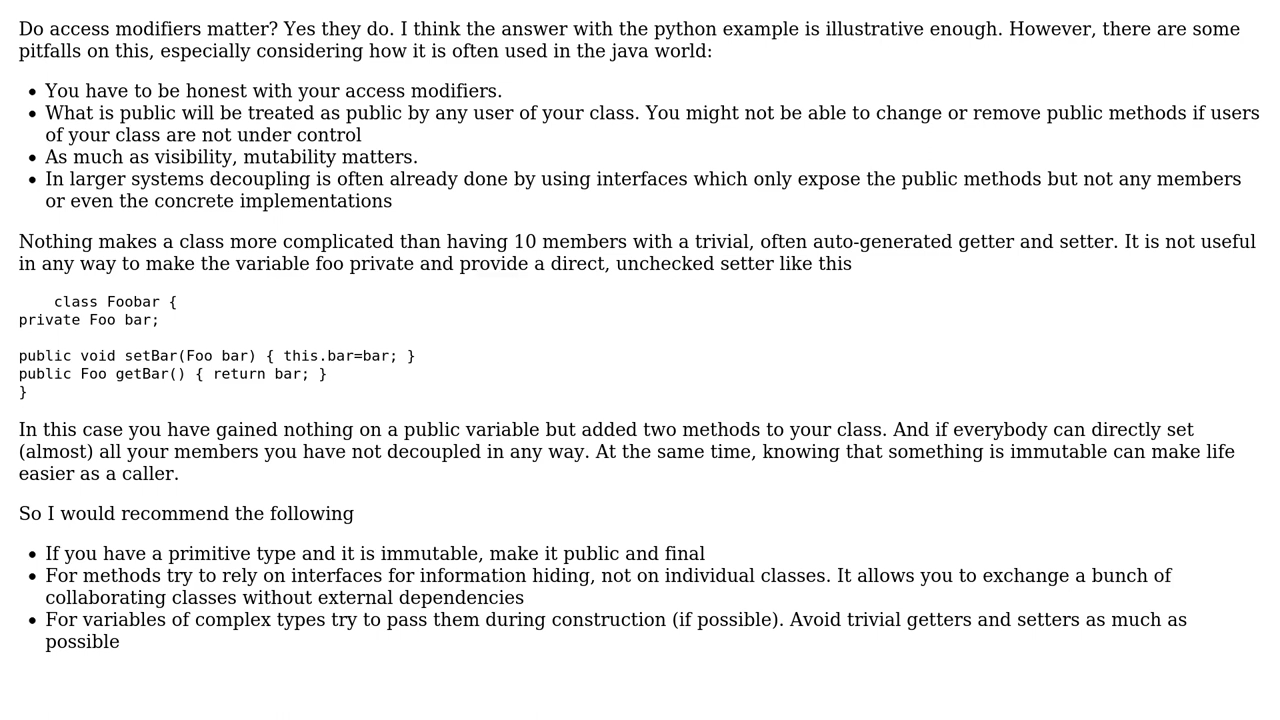 Do access modifiers matter? Yes they do. I think the answer with the python example is illustrative enough. However, there are some
pitfalls on this, especially considering how it is often used in the java world:
• You have to be honest with your access modifiers.
• What is public will be treated as public by any user of your class. You might not be able to change or remove public methods if users
of your class are not under control
• As much as visibility, mutability matters.
• In larger systems decoupling is often already done by using interfaces which only expose the public methods but not any members
or even the concrete implementations
Nothing makes a class more complicated than having 10 members with a trivial, often auto-generated getter and setter. It is not useful
in any way to make the variable foo private and provide a direct, unchecked setter like this
    class Foobar {
private Foo bar;
public void setBar(Foo bar) { this.bar=bar; }
public Foo getBar() { return bar; }
}
In this case you have gained nothing on a public variable but added two methods to your class. And if everybody can directly set
(almost) all your members you have not decoupled in any way. At the same time, knowing that something is immutable can make life
easier as a caller.
So I would recommend the following
• If you have a primitive type and it is immutable, make it public and final
• For methods try to rely on interfaces for information hiding, not on individual classes. It allows you to exchange a bunch of
collaborating classes without external dependencies
• For variables of complex types try to pass them during construction (if possible). Avoid trivial getters and setters as much as
possible